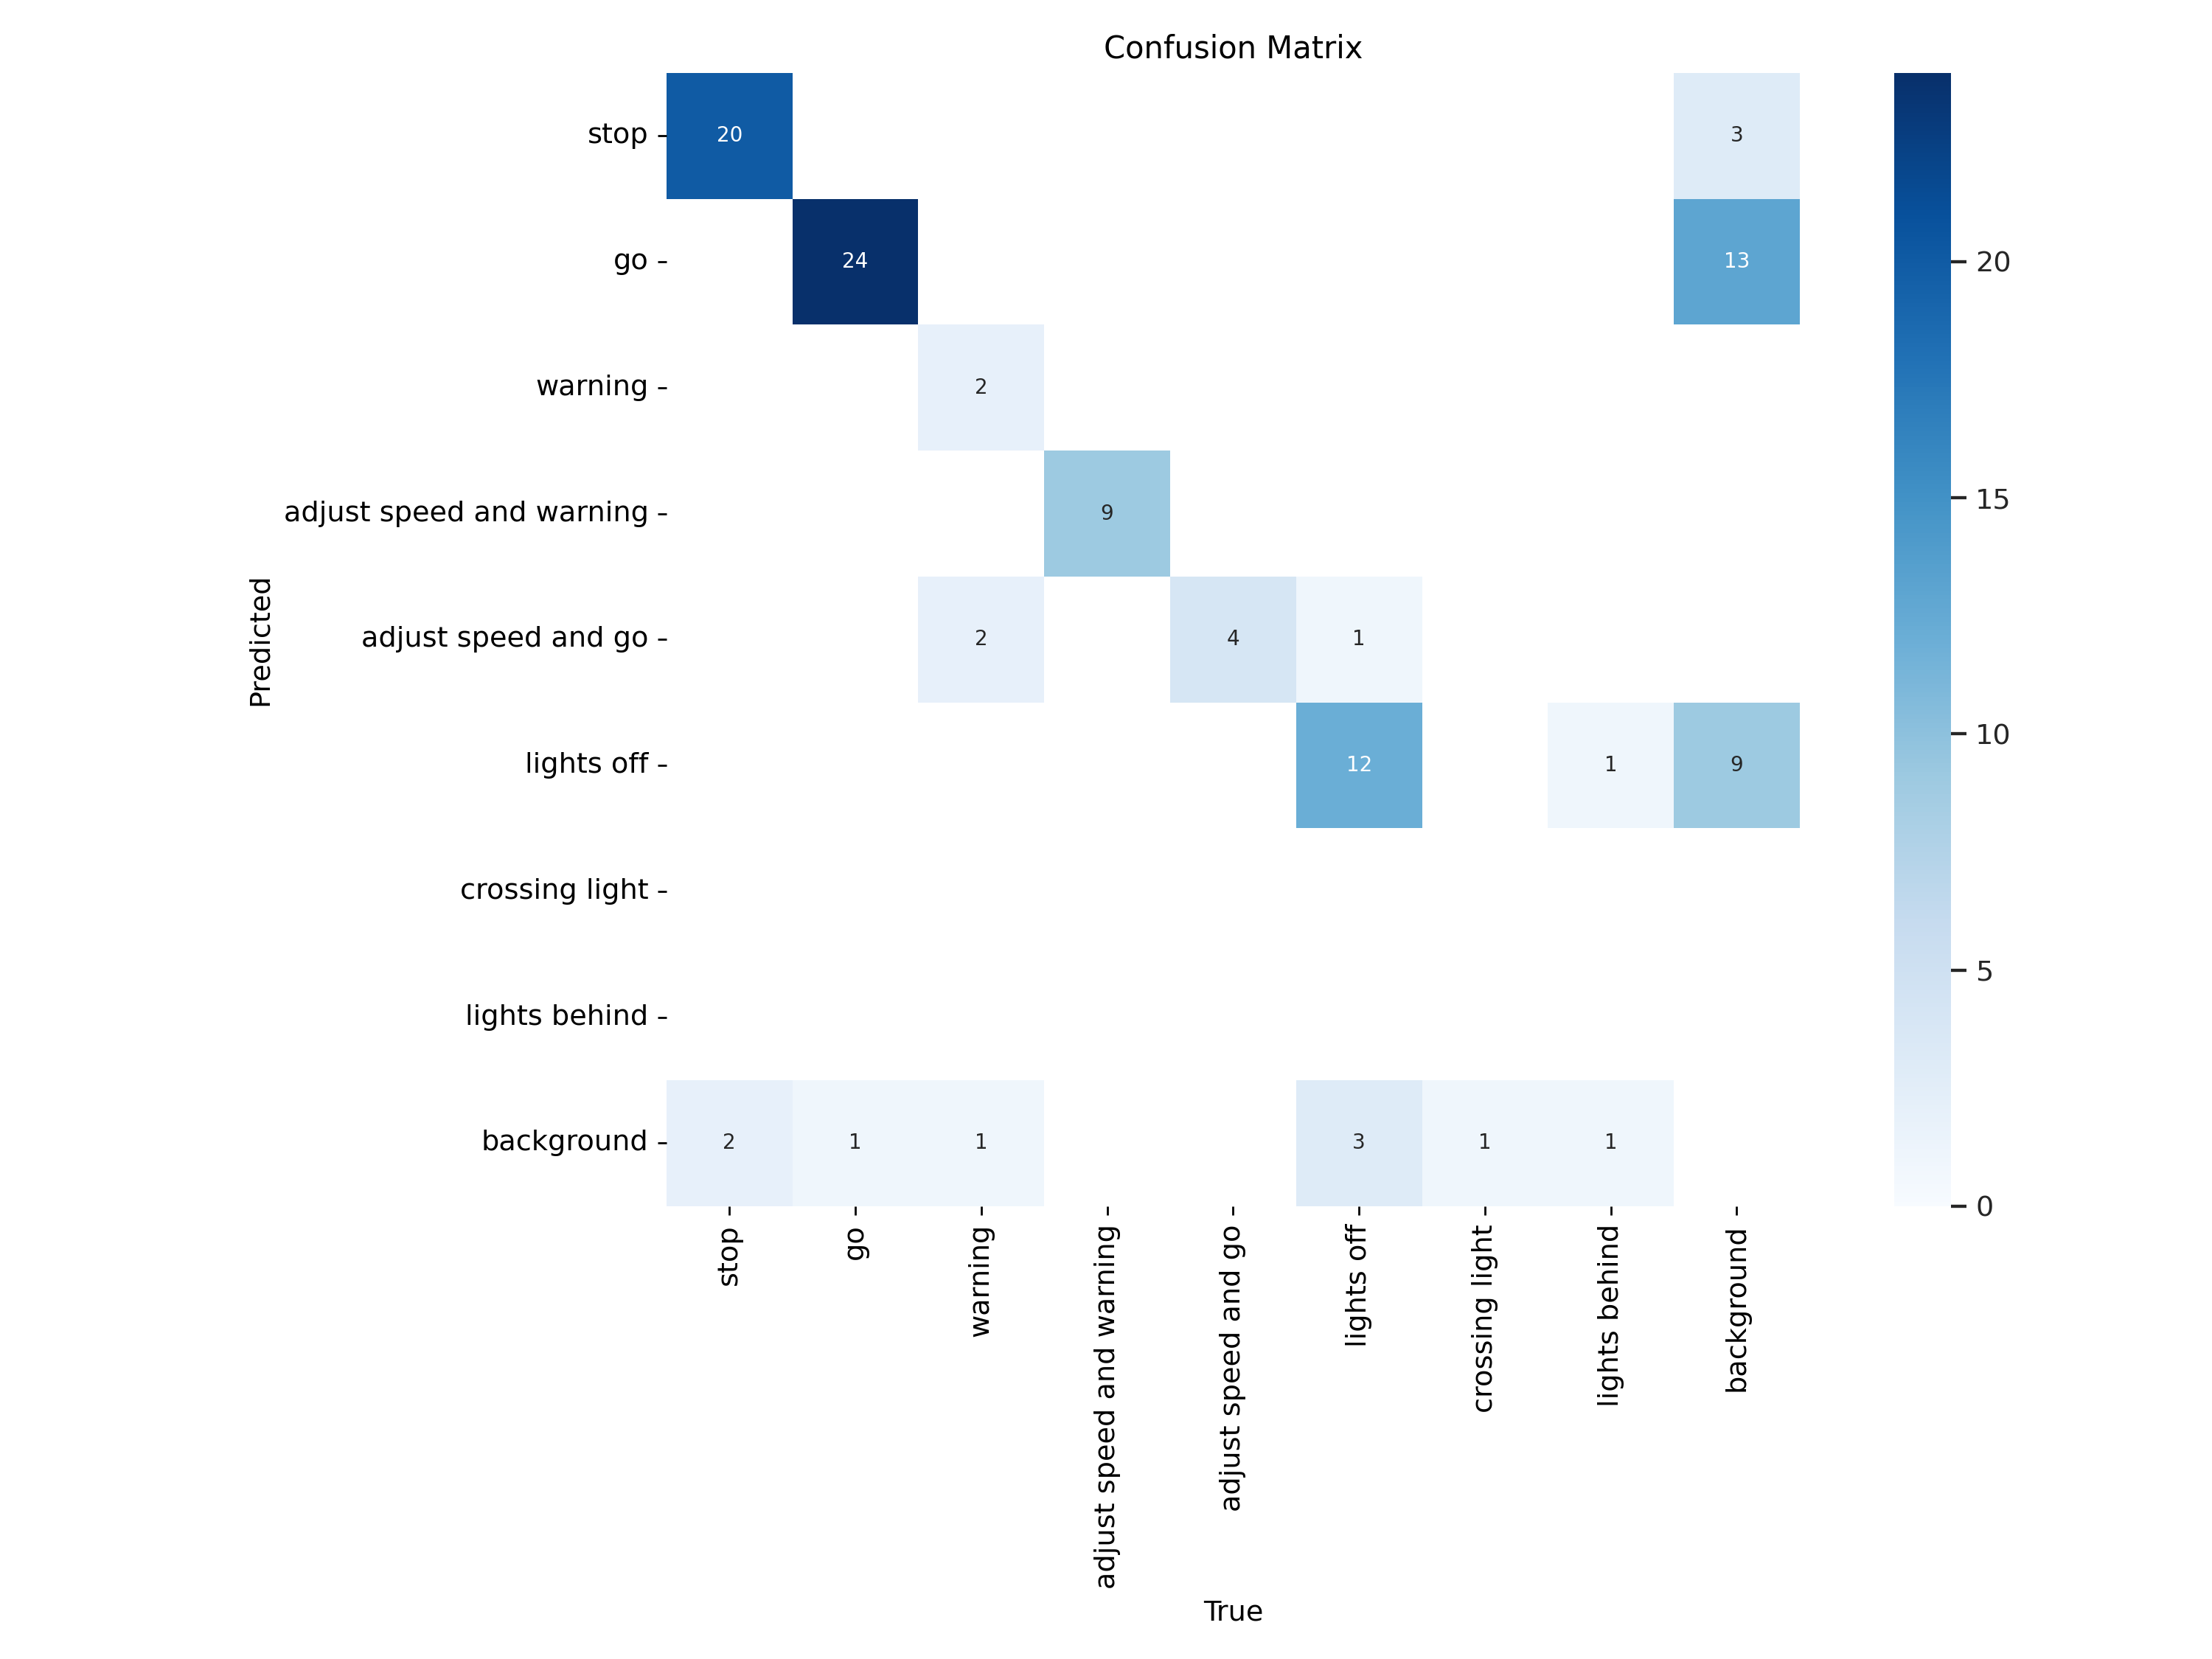 Confusion Matrix
stop 20 3
go 24 13 20
warning 2
15
adjust speed and warning 9
Predicted
adjust speed and go 2 4 1
lights off 12 1 9 10
crossing light
5
lights behind
background 2 1 1 3 1 1
0
stop
go
warning
adjust speed and warning
adjust speed and go
lights off
crossing light
lights behind
background
True